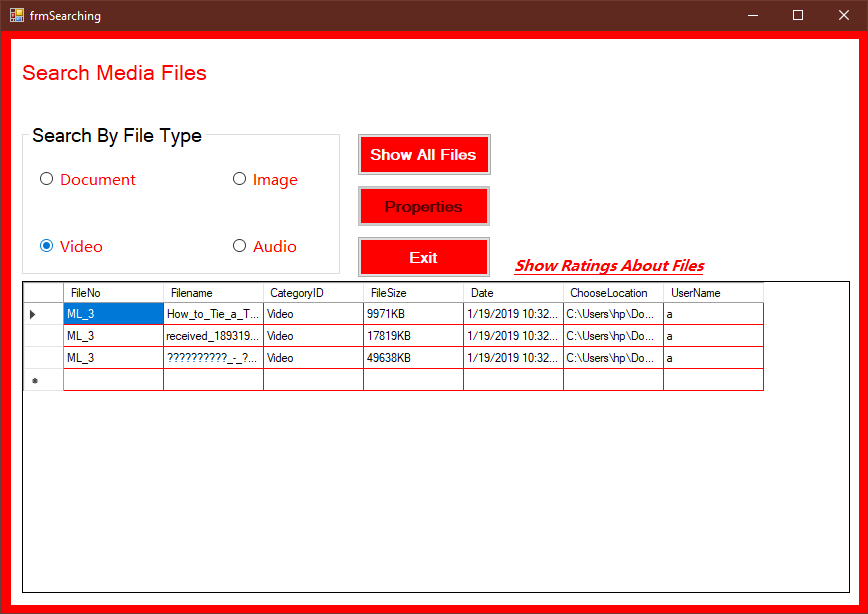 frmSearching
Search Media Files
Search By File Type
Document
Image
Video
Audio
Show All Files
Properties
Exit
Show Ratings About Files
FileNo Filename CategoryID FileSize Date ChooseLocation UserName
ML_3 How_to_Tie_a_T... Video 9971KB 1/19/2019 10:32... C:\Users\hp\Do... a
ML_3 received_189319... Video 17819KB 1/19/2019 10:32... C:\Users\hp\Do... a
ML_3 ??????????_-_?... Video 49638KB 1/19/2019 10:32... C:\Users\hp\Do... a